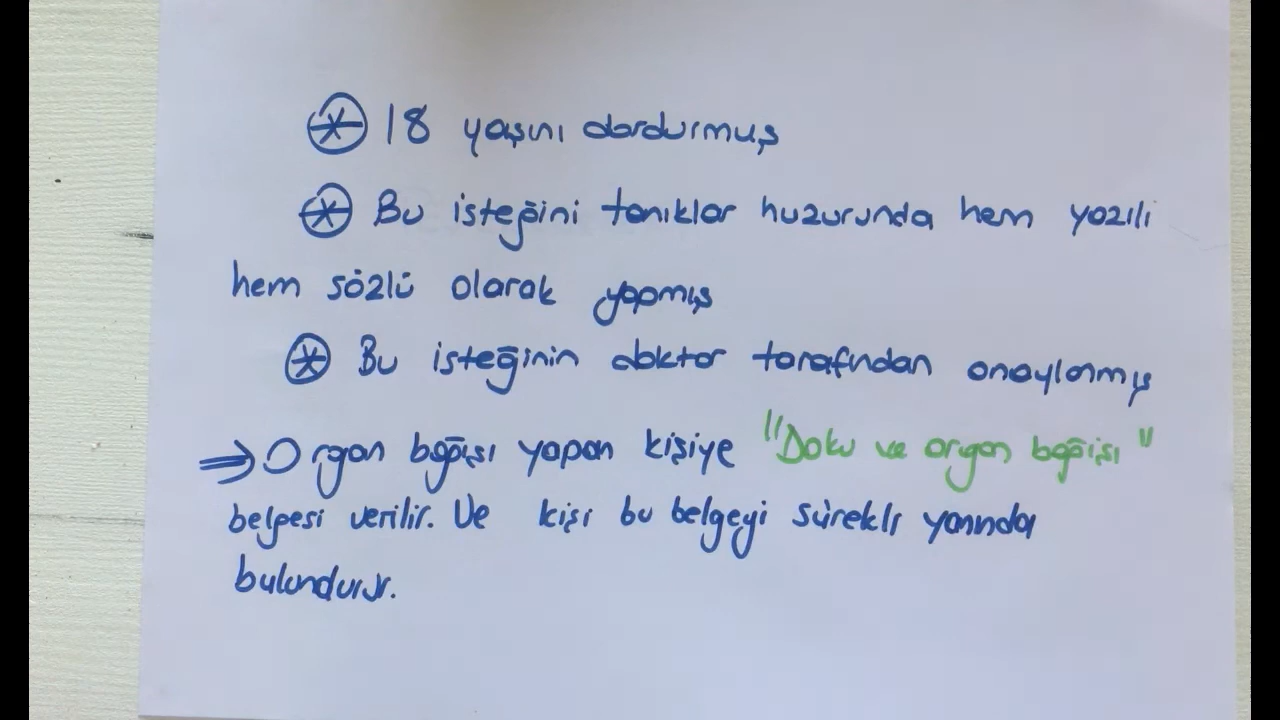 ⊛ 18 yaşını doldurmuş
⊛ Bu isteğini tanıklar huzurunda hem yazılı
hem sözlü olarak yapmış
⊛ Bu isteğinin doktor tarafından onaylanmış
⇒ Organ bağışı yapan kişiye "Doku ve organ bağışı"
belgesi verilir. Ve kişi bu belgeyi sürekli yanında
bulundurur.